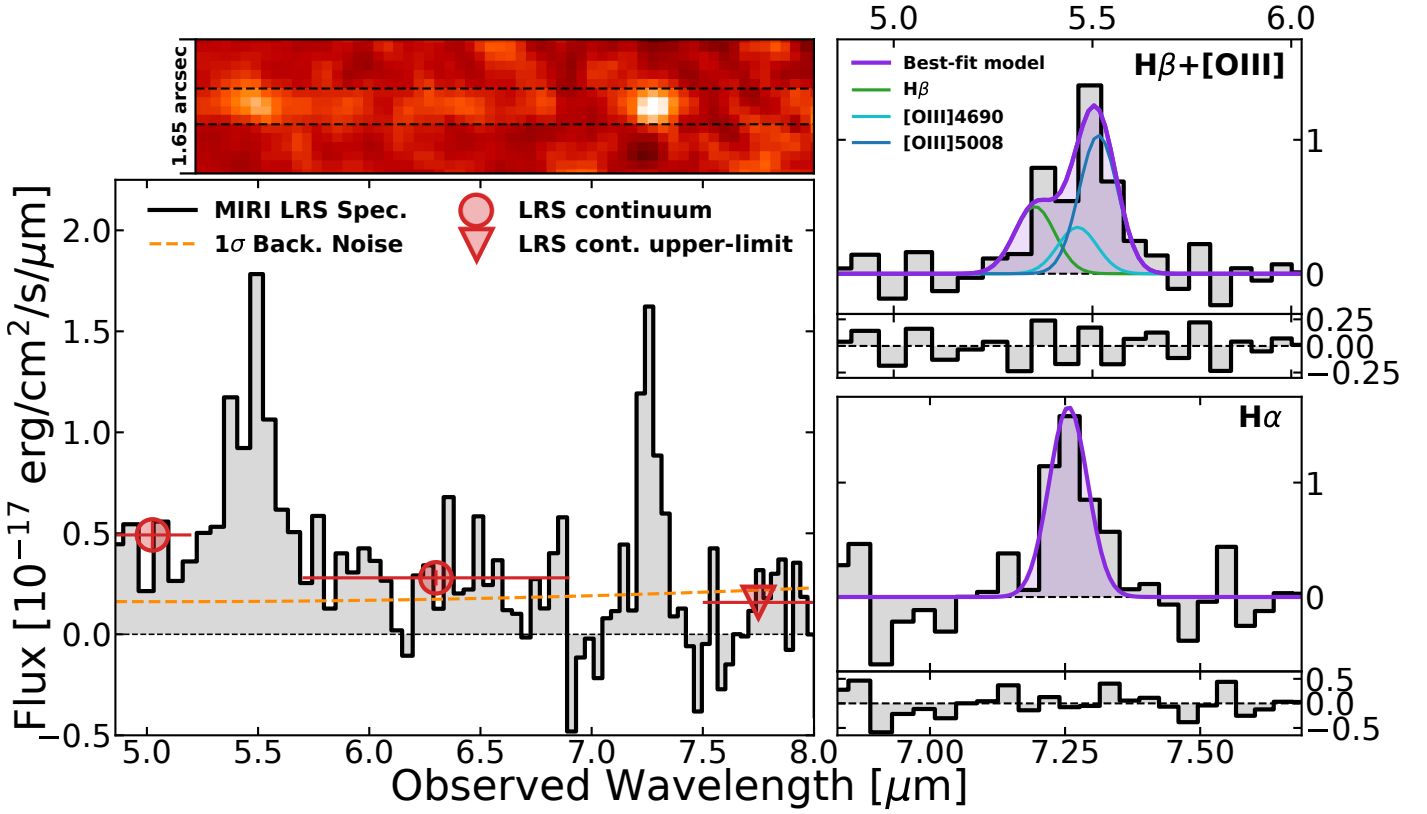 1.65 arcsec
MIRI LRS Spec.
1σ Back. Noise
LRS continuum
LRS cont. upper-limit
Flux [10⁻¹⁷ erg/cm²/s/μm]
2.0
1.5
1.0
0.5
0.0
−0.5
5.0 5.5 6.0 6.5 7.0 7.5 8.0
Observed Wavelength [μm]
5.0 5.5 6.0
Best-fit model
Hβ
[OIII]4690
[OIII]5008
Hβ+[OIII]
1
0
0.25
0.00
−0.25
Hα
1
0
0.5
0.0
−0.5
7.00 7.25 7.50